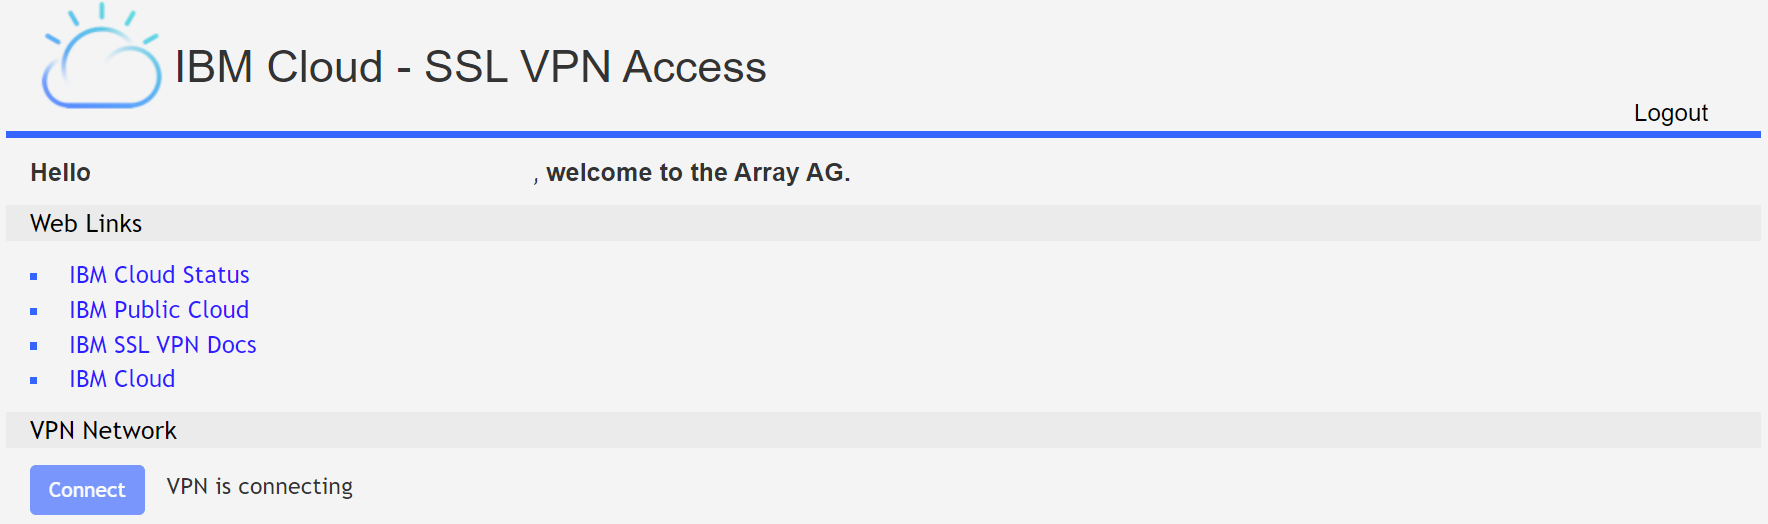 IBM Cloud - SSL VPN Access
Logout
Hello , welcome to the Array AG.
Web Links
IBM Cloud Status
IBM Public Cloud
IBM SSL VPN Docs
IBM Cloud
VPN Network
Connect VPN is connecting